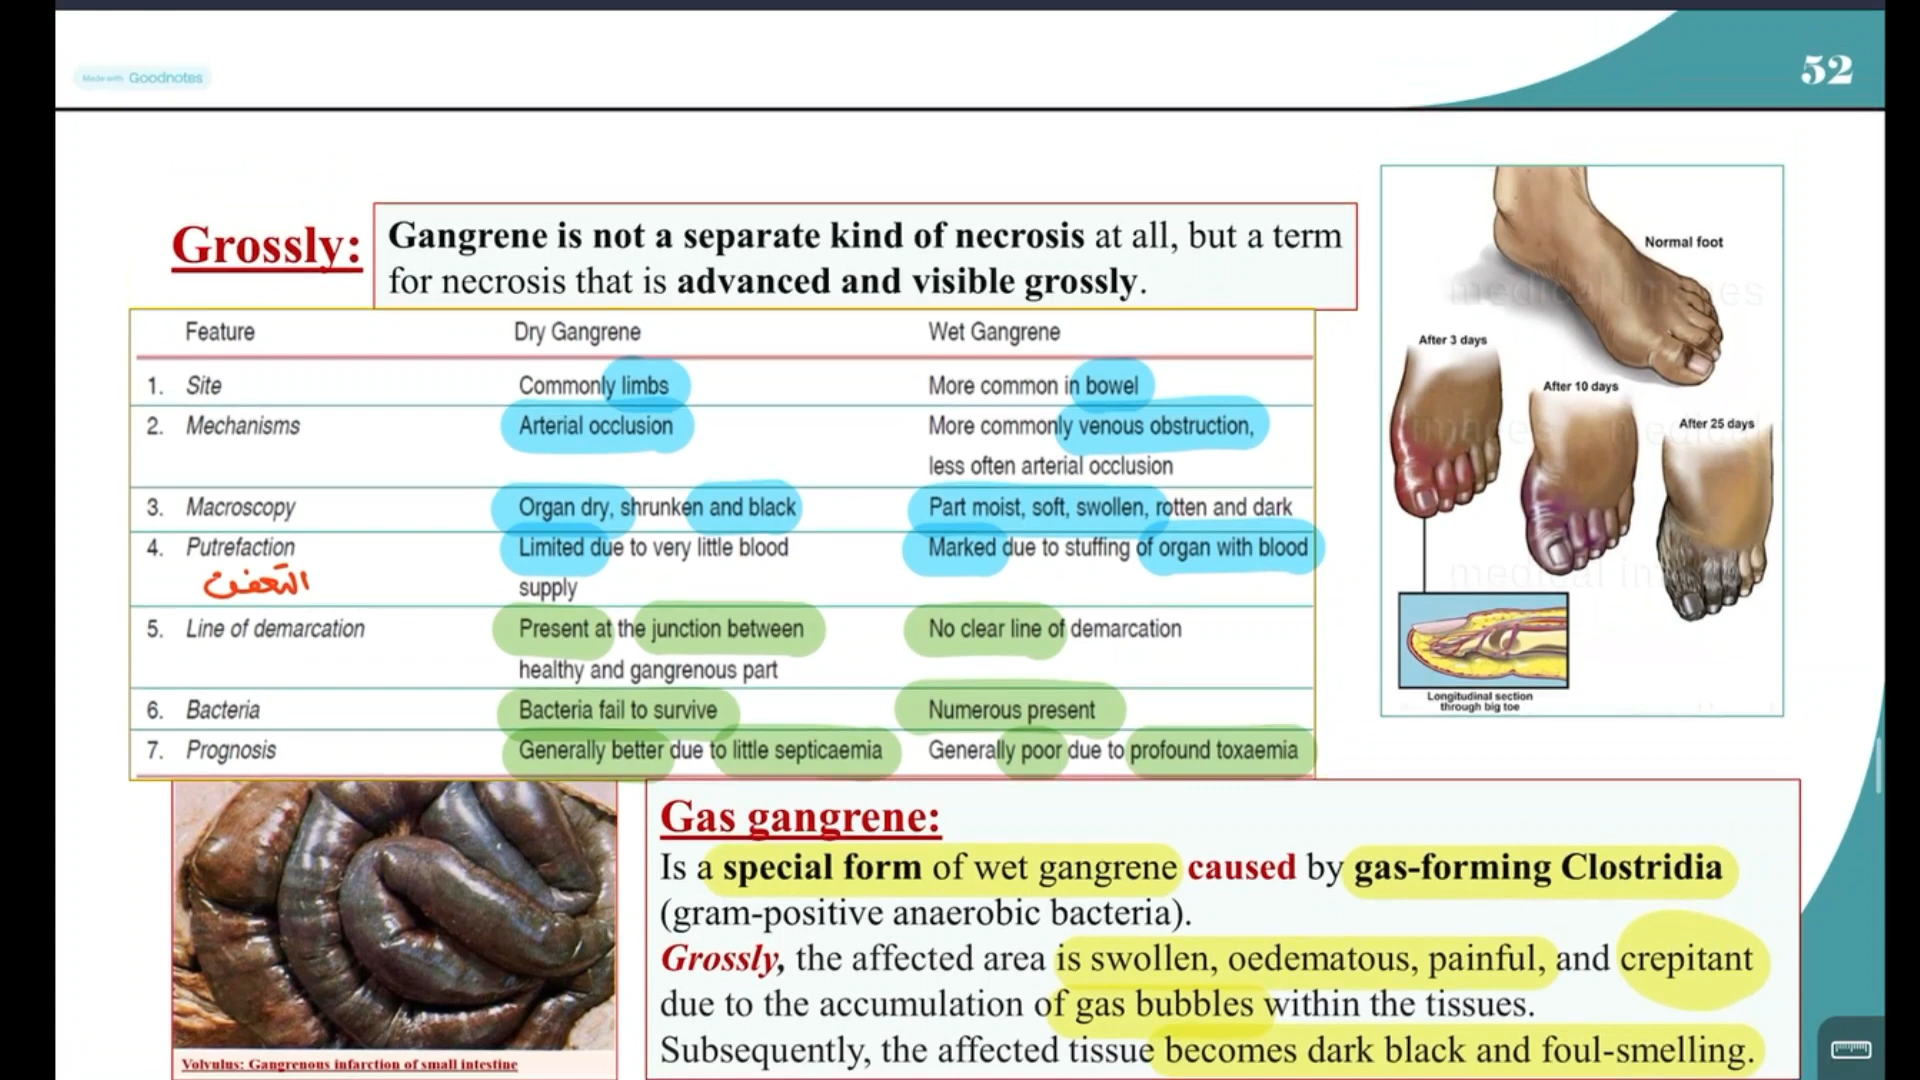 Made with Goodnotes
52
Grossly:
Gangrene is not a separate kind of necrosis at all, but a term
for necrosis that is advanced and visible grossly.
Feature Dry Gangrene Wet Gangrene
1. Site Commonly limbs More common in bowel
2. Mechanisms Arterial occlusion More commonly venous obstruction,
less often arterial occlusion
3. Macroscopy Organ dry, shrunken and black Part moist, soft, swollen, rotten and dark
4. Putrefaction Limited due to very little blood Marked due to stuffing of organ with blood
التعفن supply
5. Line of demarcation Present at the junction between No clear line of demarcation
healthy and gangrenous part
6. Bacteria Bacteria fail to survive Numerous present
7. Prognosis Generally better due to little septicaemia Generally poor due to profound toxaemia
Normal foot
medical images
After 3 days
After 10 days
After 25 days
Longitudinal section
through big toe
Volvulus: Gangrenous infarction of small intestine
Gas gangrene:
Is a special form of wet gangrene caused by gas-forming Clostridia
(gram-positive anaerobic bacteria).
Grossly, the affected area is swollen, oedematous, painful, and crepitant
due to the accumulation of gas bubbles within the tissues.
Subsequently, the affected tissue becomes dark black and foul-smelling.